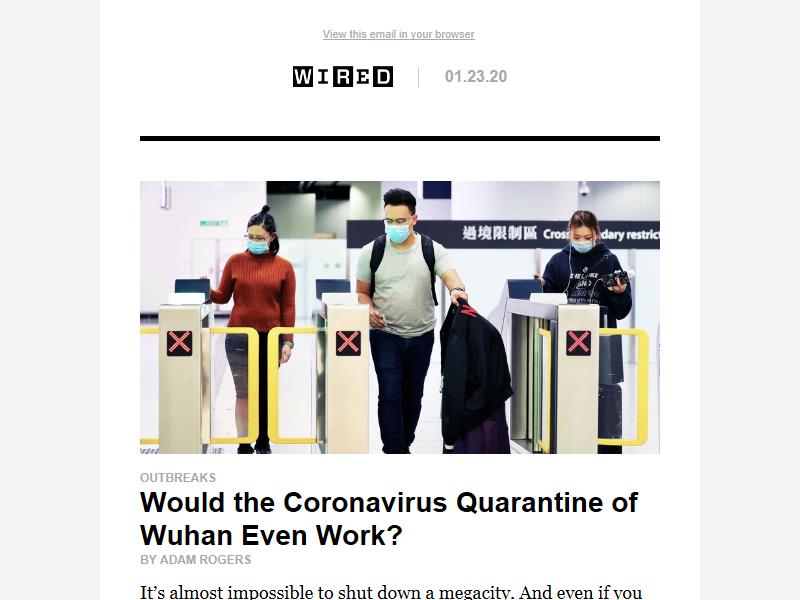 View this email in your browser
WIRED
01.23.20
過境限制區 Cross
dary restric
OUTBREAKS
Would the Coronavirus Quarantine of
Wuhan Even Work?
BY ADAM ROGERS
It’s almost impossible to shut down a megacity. And even if you